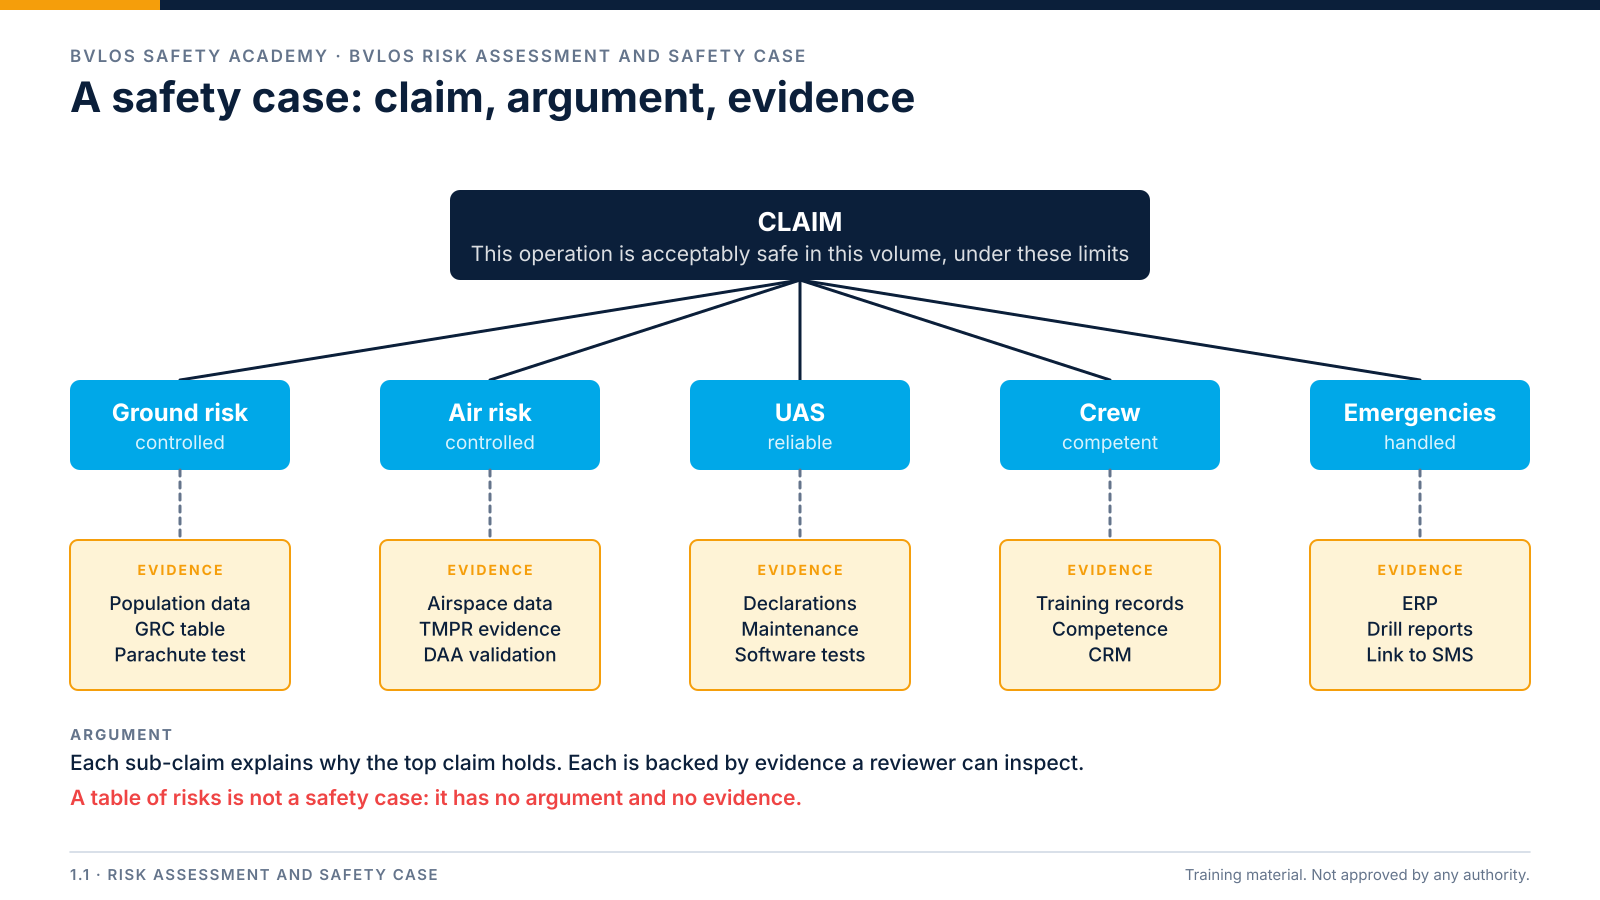 BVLOS SAFETY ACADEMY · BVLOS RISK ASSESSMENT AND SAFETY CASE
A safety case: claim, argument, evidence
CLAIM
This operation is acceptably safe in this volume, under these limits
Ground risk
controlled
Air risk
controlled
UAS
reliable
Crew
competent
Emergencies
handled
EVIDENCE
Population data
GRC table
Parachute test
EVIDENCE
Airspace data
TMPR evidence
DAA validation
EVIDENCE
Declarations
Maintenance
Software tests
EVIDENCE
Training records
Competence
CRM
EVIDENCE
ERP
Drill reports
Link to SMS
ARGUMENT
Each sub-claim explains why the top claim holds. Each is backed by evidence a reviewer can inspect.
A table of risks is not a safety case: it has no argument and no evidence.
1.1 · RISK ASSESSMENT AND SAFETY CASE
Training material. Not approved by any authority.